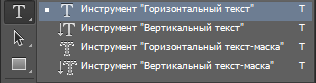 Инструмент "Горизонтальный текст" T
Инструмент "Вертикальный текст" T
Инструмент "Горизонтальный текст-маска" T
Инструмент "Вертикальный текст-маска" T